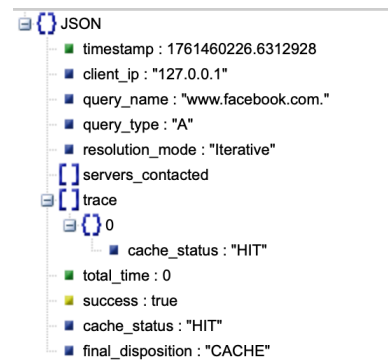 JSON
timestamp : 1761460226.6312928
client_ip : "127.0.0.1"
query_name : "www.facebook.com."
query_type : "A"
resolution_mode : "Iterative"
servers_contacted
trace
0
cache_status : "HIT"
total_time : 0
success : true
cache_status : "HIT"
final_disposition : "CACHE"